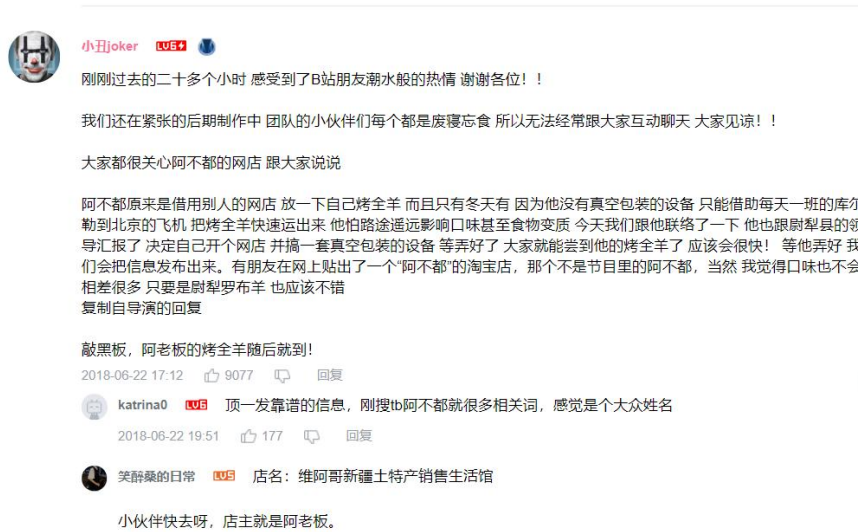 小丑joker LV6
刚刚过去的二十多个小时 感受到了B站朋友潮水般的热情 谢谢各位！！
我们还在紧张的后期制作中 团队的小伙伴们每个都是废寝忘食 所以无法经常跟大家互动聊天 大家见谅！！
大家都很关心阿不都的网店 跟大家说说
阿不都原来是借用别人的网店 放一下自己烤全羊 而且只有冬天有 因为他没有真空包装的设备 只能借助每天一班的库尔
勒到北京的飞机 把烤全羊快速运出来 他怕路途遥远影响口味甚至食物变质 今天我们跟他联络了一下 他也跟尉犁县的领
导汇报了 决定自己开个网店 并搞一套真空包装的设备 等弄好了 大家就能尝到他的烤全羊了 应该会很快！ 等他弄好 我
们会把信息发布出来。有朋友在网上贴出了一个“阿不都”的淘宝店，那个不是节目里的阿不都，当然 我觉得口味也不会
相差很多 只要是尉犁罗布羊 也应该不错
复制自导演的回复
敲黑板，阿老板的烤全羊随后就到！
2018-06-22 17:12 9077 回复
katrina0 LV6 顶一发靠谱的信息，刚搜tb阿不都就很多相关词，感觉是个大众姓名
2018-06-22 19:51 177 回复
笑醉桑的日常 LV5 店名：维阿哥新疆土特产销售生活馆
小伙伴快去呀，店主就是阿老板。